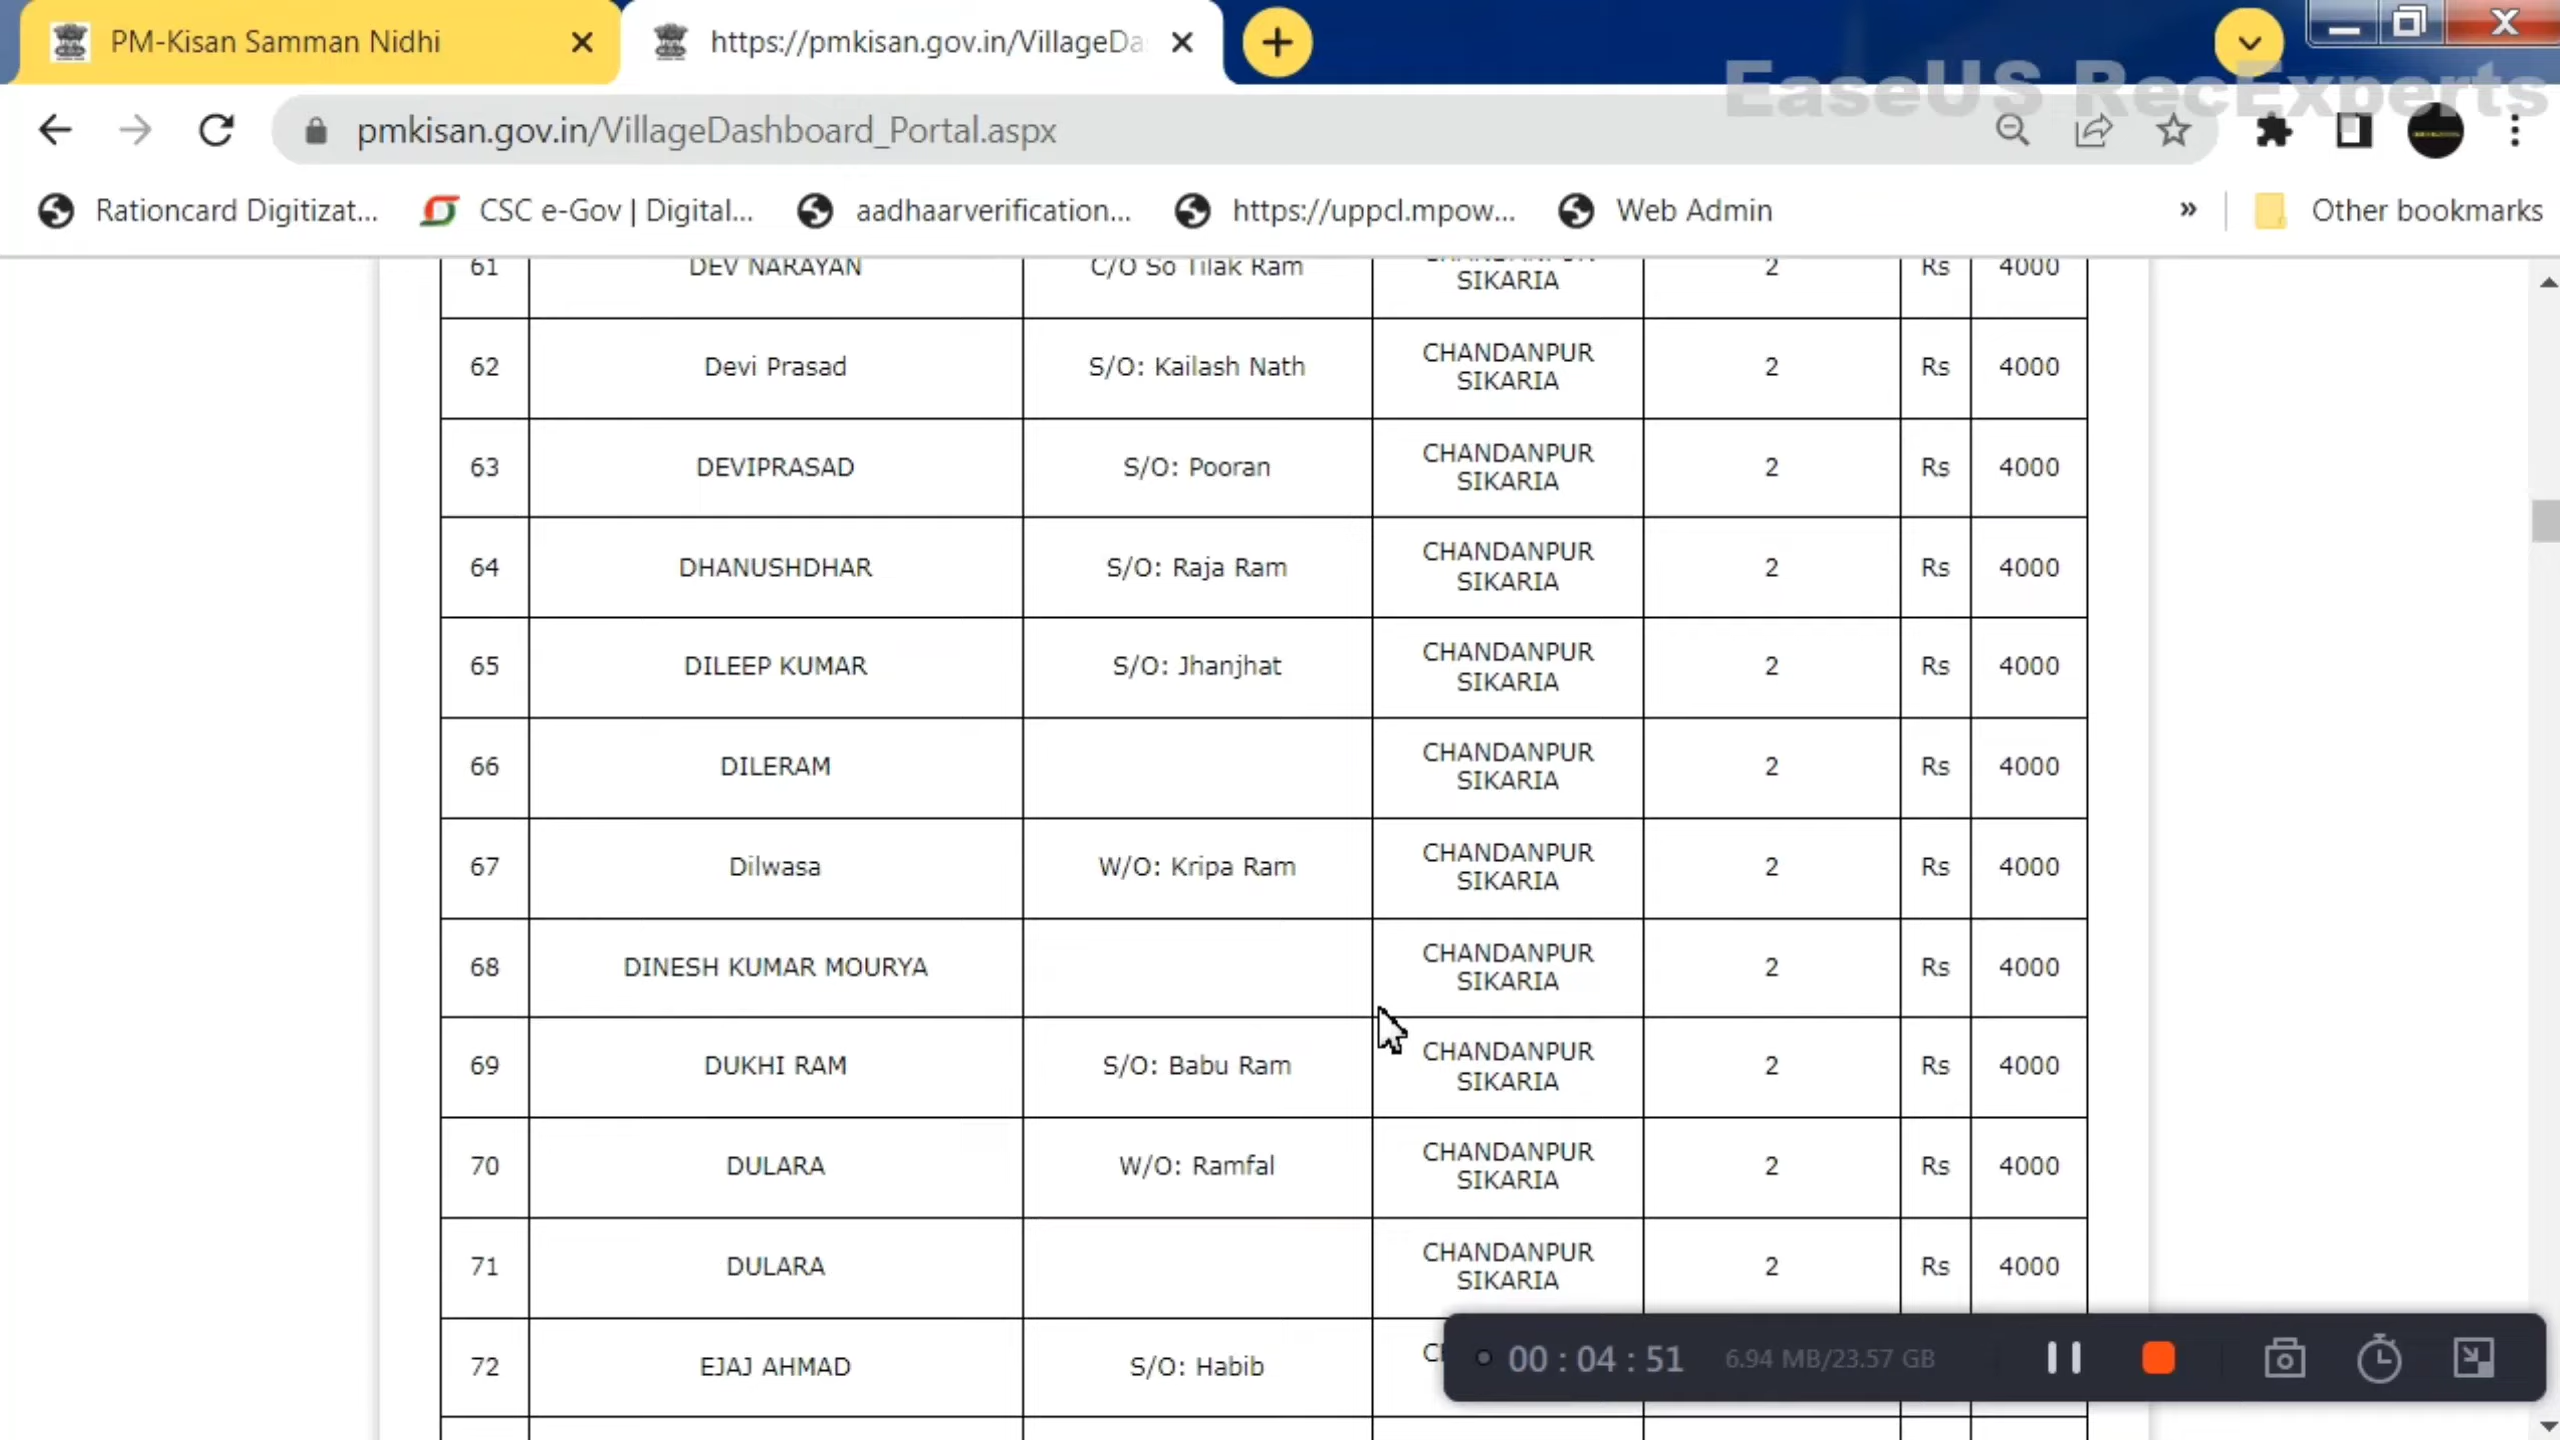 PM-Kisan Samman Nidhi
https://pmkisan.gov.in/VillageDa
EaseUS RecExperts
pmkisan.gov.in/VillageDashboard_Portal.aspx
Rationcard Digitizat... CSC e-Gov | Digital... aadhaarverification... https://uppcl.mpow... Web Admin » Other bookmarks
61 DEV NARAYAN C/O So Tilak Ram CHANDANPUR SIKARIA 2 Rs 4000
62 Devi Prasad S/O: Kailash Nath CHANDANPUR SIKARIA 2 Rs 4000
63 DEVIPRASAD S/O: Pooran CHANDANPUR SIKARIA 2 Rs 4000
64 DHANUSHDHAR S/O: Raja Ram CHANDANPUR SIKARIA 2 Rs 4000
65 DILEEP KUMAR S/O: Jhanjhat CHANDANPUR SIKARIA 2 Rs 4000
66 DILERAM CHANDANPUR SIKARIA 2 Rs 4000
67 Dilwasa W/O: Kripa Ram CHANDANPUR SIKARIA 2 Rs 4000
68 DINESH KUMAR MOURYA CHANDANPUR SIKARIA 2 Rs 4000
69 DUKHI RAM S/O: Babu Ram CHANDANPUR SIKARIA 2 Rs 4000
70 DULARA W/O: Ramfal CHANDANPUR SIKARIA 2 Rs 4000
71 DULARA CHANDANPUR SIKARIA 2 Rs 4000
72 EJAJ AHMAD S/O: Habib
00 : 04 : 51 6.94 MB/23.57 GB